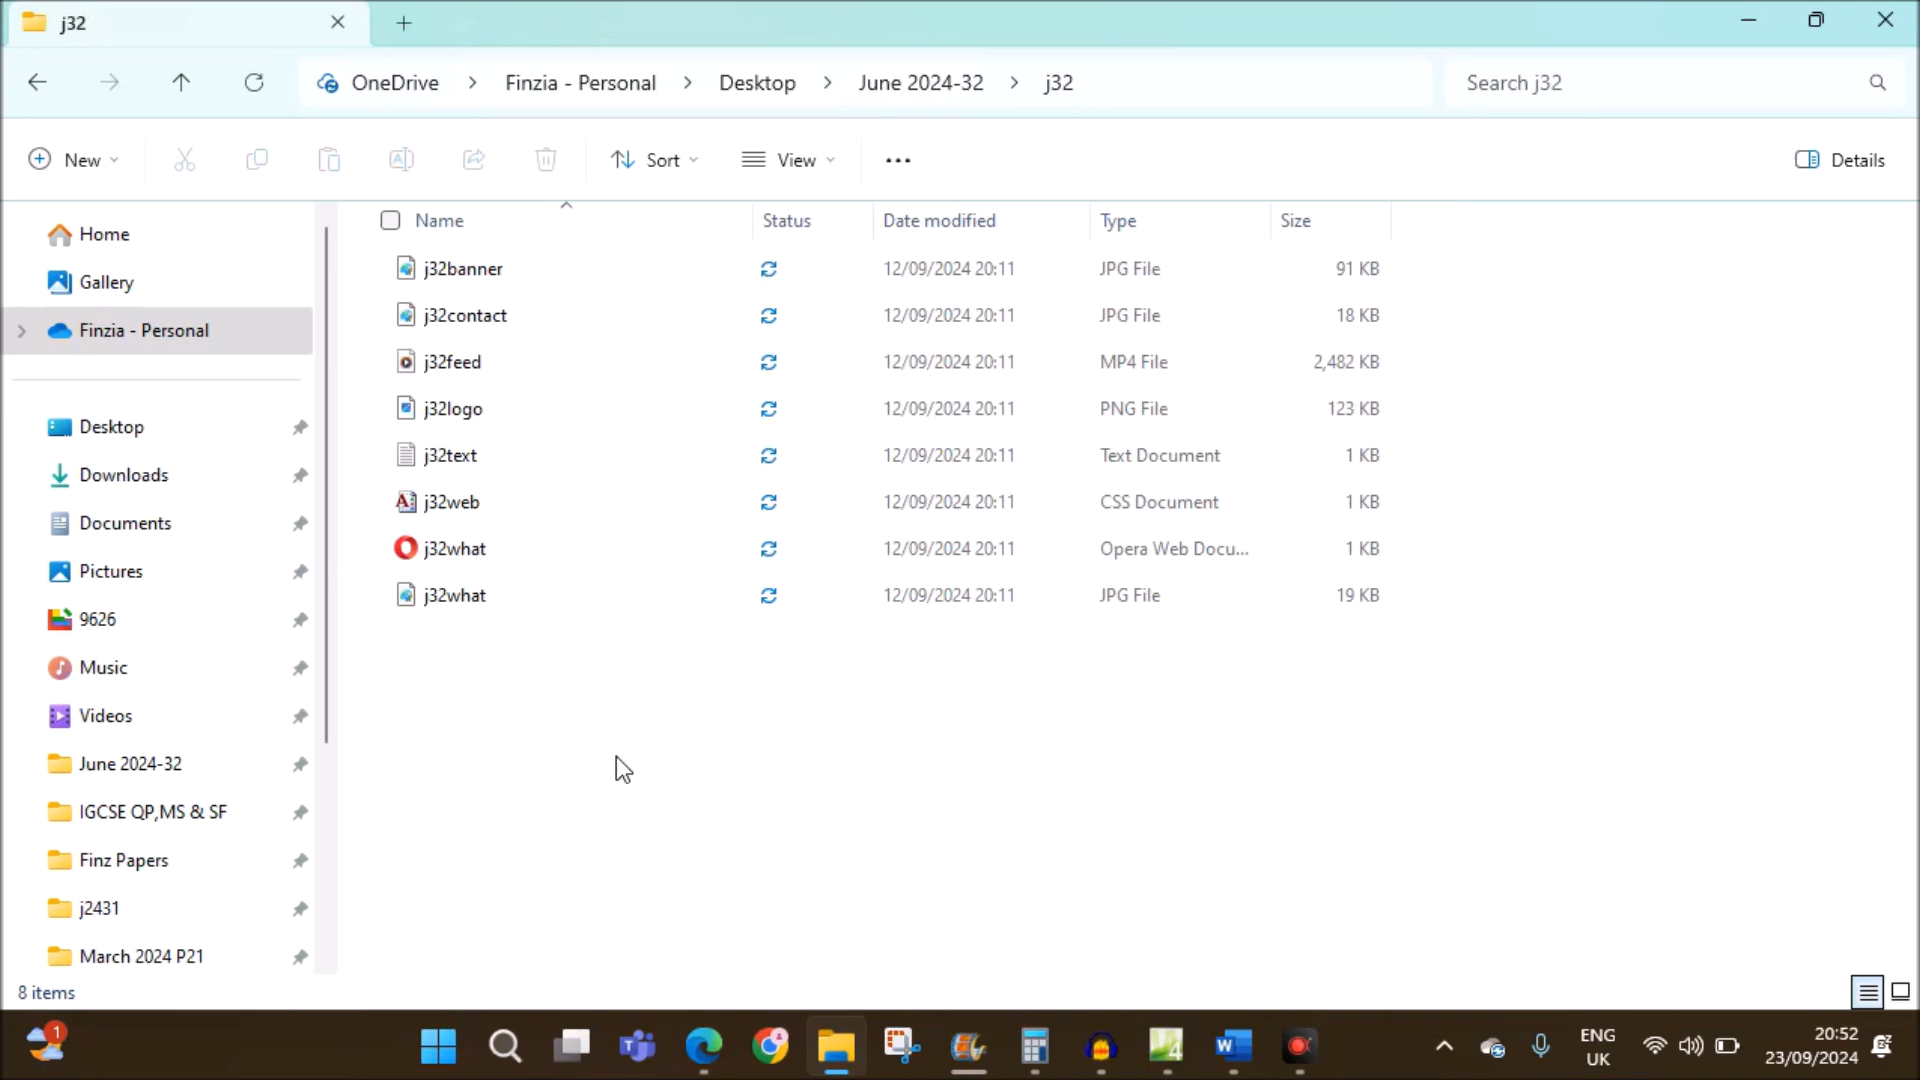 j32
OneDrive > Finzia - Personal > Desktop > June 2024-32 > j32
Search j32
New
Sort
View
Details
Name Status Date modified Type Size
j32banner 12/09/2024 20:11 JPG File 91 KB
j32contact 12/09/2024 20:11 JPG File 18 KB
j32feed 12/09/2024 20:11 MP4 File 2,482 KB
j32logo 12/09/2024 20:11 PNG File 123 KB
j32text 12/09/2024 20:11 Text Document 1 KB
j32web 12/09/2024 20:11 CSS Document 1 KB
j32what 12/09/2024 20:11 Opera Web Docu... 1 KB
j32what 12/09/2024 20:11 JPG File 19 KB
Home
Gallery
Finzia - Personal
Desktop
Downloads
Documents
Pictures
9626
Music
Videos
June 2024-32
IGCSE QP,MS & SF
Finz Papers
j2431
March 2024 P21
8 items
1
ENG
UK
20:52
23/09/2024